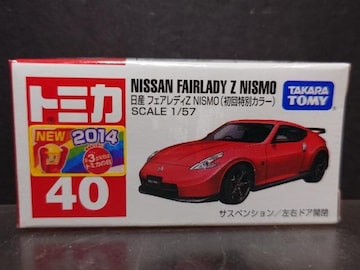 トミカ
NEW
2014
40
NISSAN FAIRLADY Z NISMO
日産 フェアレディZ NISMO(初回特別カラー)
SCALE 1/57
TAKARA
TOMY
サスペンション/左右ドア開閉